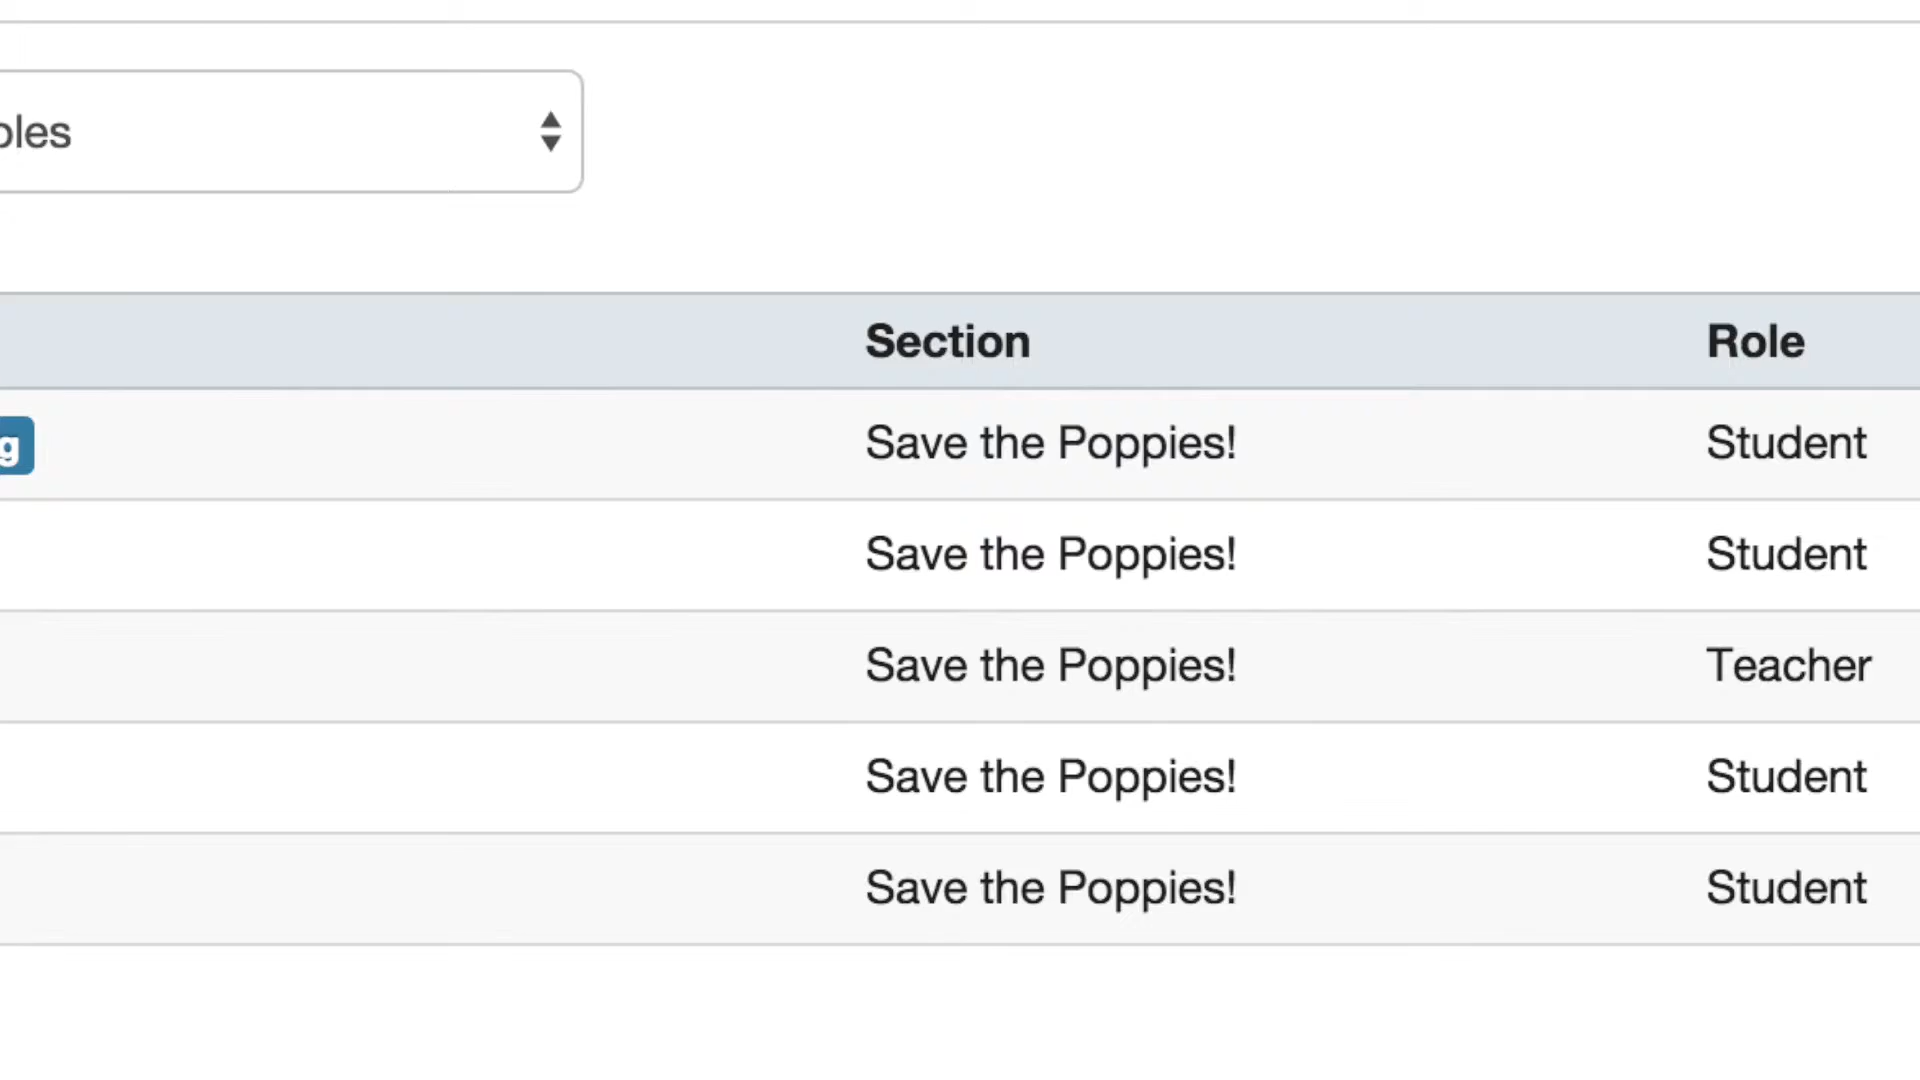 oles
Section Role
g Save the Poppies! Student
Save the Poppies! Student
Save the Poppies! Teacher
Save the Poppies! Student
Save the Poppies! Student